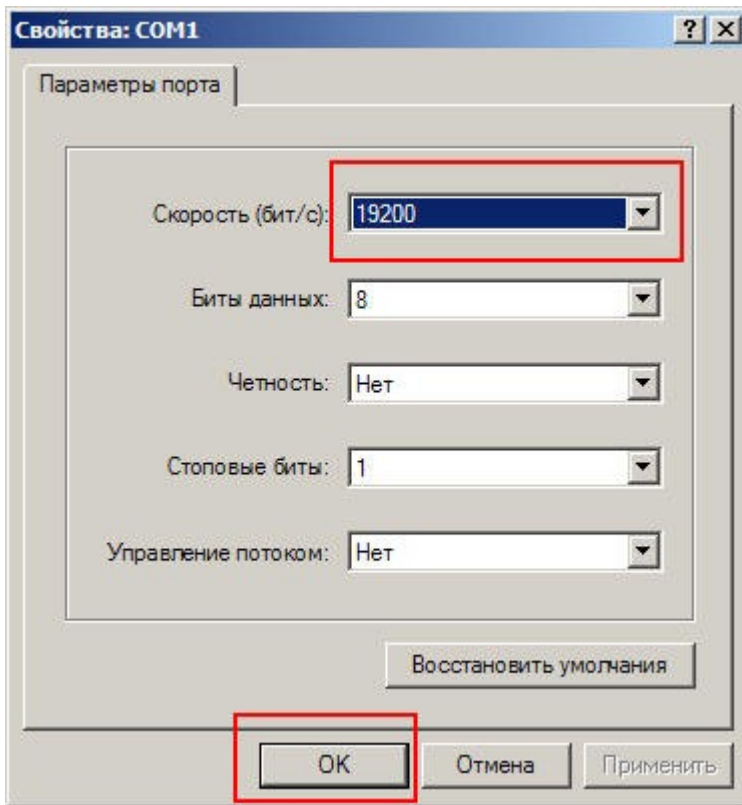 Свойства: COM1
Параметры порта
Скорость (бит/с): 19200
Биты данных: 8
Четность: Нет
Стоповые биты: 1
Управление потоком: Нет
Восстановить умолчания
OK Отмена Применить